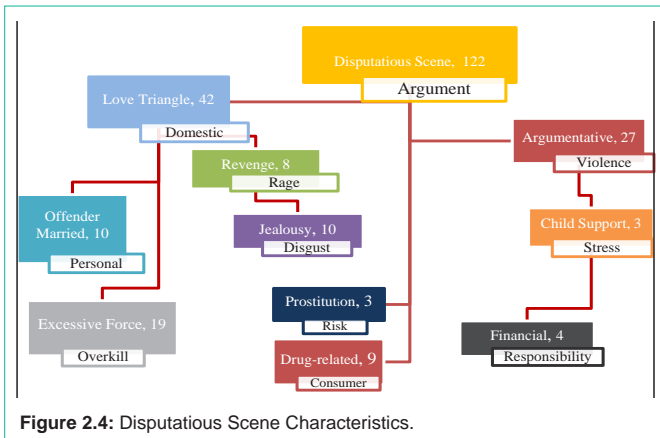 Disputatious Scene, 122
Argument
Love Triangle, 42
Domestic
Argumentative, 27
Violence
Revenge, 8
Rage
Offender
Married, 10
Personal
Jealousy, 10
Disgust
Child Support, 3
Stress
Excessive Force, 19
Overkill
Prostitution, 3
Risk
Financial, 4
Responsibility
Drug-related, 9
Consumer
Figure 2.4: Disputatious Scene Characteristics.